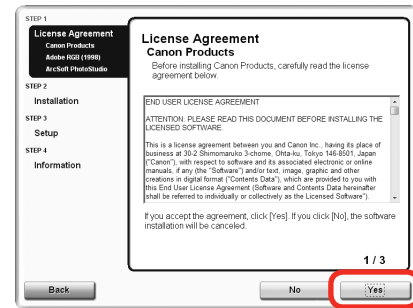 STEP 1
License Agreement
Canon Products
Adobe RGB (1998)
ArcSoft PhotoStudio
STEP 2
Installation
STEP 3
Setup
STEP 4
Information
License Agreement
Canon Products
Before installing Canon Products, carefully read the license
agreement below.
END USER LICENSE AGREEMENT
ATTENTION: PLEASE READ THIS DOCUMENT BEFORE INSTALLING THE
LICENSED SOFTWARE.
This is a license agreement between you and Canon Inc., having its place of
business at 30-2 Shimomaruko 3-chome, Ohta-ku, Tokyo 146-8501, Japan
("Canon"), with respect to software and its associated electronic or online
manuals, if any (the "Software") and/or text, image, graphic and other
creations in digital format ("Contents Data"), which are provided to you with
this End User License Agreement (Software and Contents Data hereinafter
shall be referred to individually or collectively as the Licensed Software").
If you accept the agreement, click [Yes]. If you click [No], the software
installation will be canceled.
1 / 3
Back
No
Yes